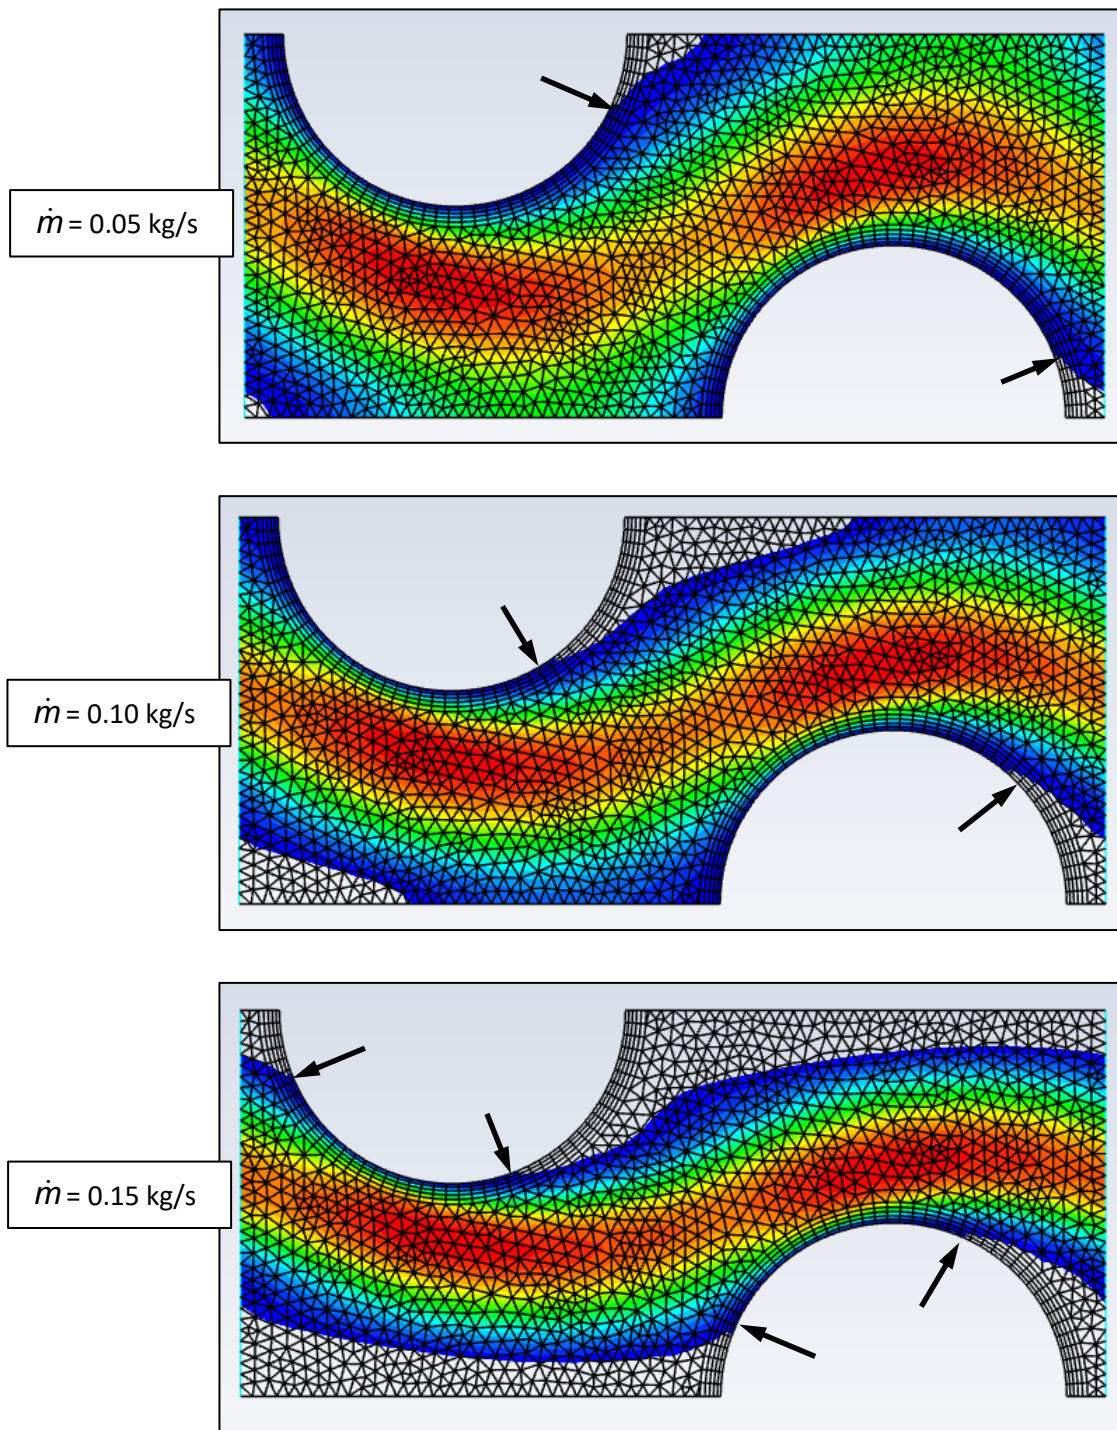 ṁ = 0.05 kg/s
ṁ = 0.10 kg/s
ṁ = 0.15 kg/s